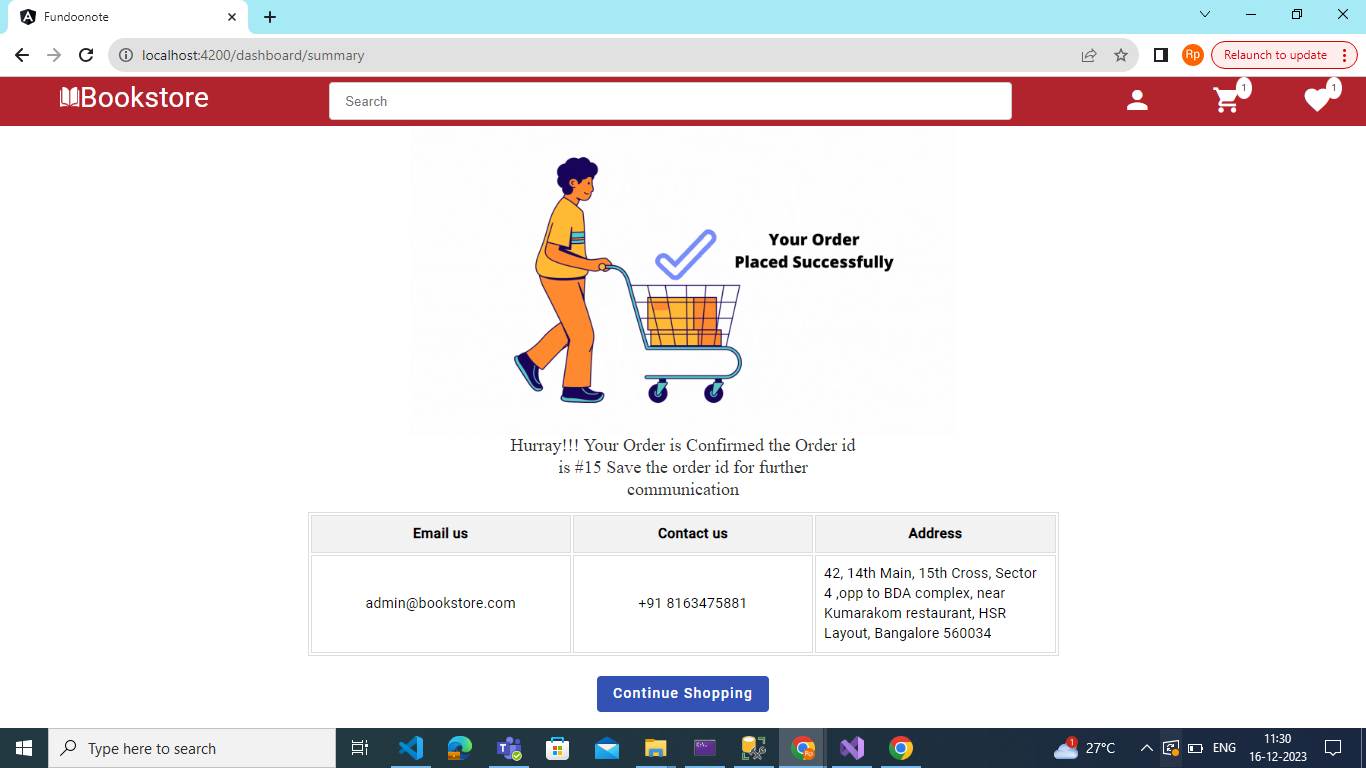 Fundoonote
localhost:4200/dashboard/summary
Rp
Relaunch to update
Bookstore
Search
1
1
Your Order
Placed Successfully
Hurray!!! Your Order is Confirmed the Order id
is #15 Save the order id for further
communication
Email us
Contact us
Address
admin@bookstore.com
+91 8163475881
42, 14th Main, 15th Cross, Sector
4 ,opp to BDA complex, near
Kumarakom restaurant, HSR
Layout, Bangalore 560034
Continue Shopping
Type here to search
1
27°C
ENG
11:30
16-12-2023